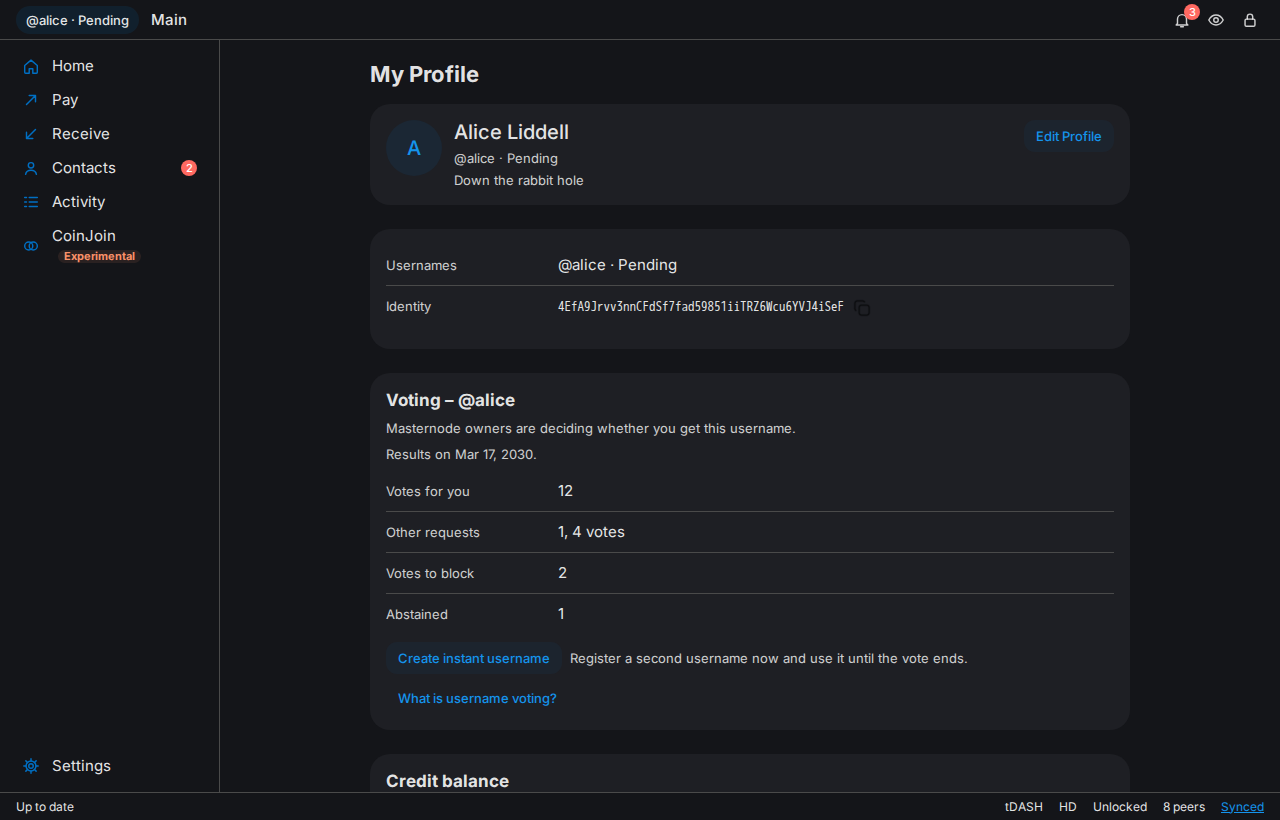 @alice · Pending Main 3
Home
Pay
Receive
Contacts 2
Activity
CoinJoin
Experimental
Settings
My Profile
A
Alice Liddell
@alice · Pending
Down the rabbit hole
Edit Profile
Usernames @alice · Pending
Identity 4EfA9Jrvv3nnCFdSf7fad59851iiTRZ6Wcu6YVJ4iSeF
Voting – @alice
Masternode owners are deciding whether you get this username.
Results on Mar 17, 2030.
Votes for you 12
Other requests 1, 4 votes
Votes to block 2
Abstained 1
Create instant username Register a second username now and use it until the vote ends.
What is username voting?
Credit balance
Up to date tDASH HD Unlocked 8 peers Synced